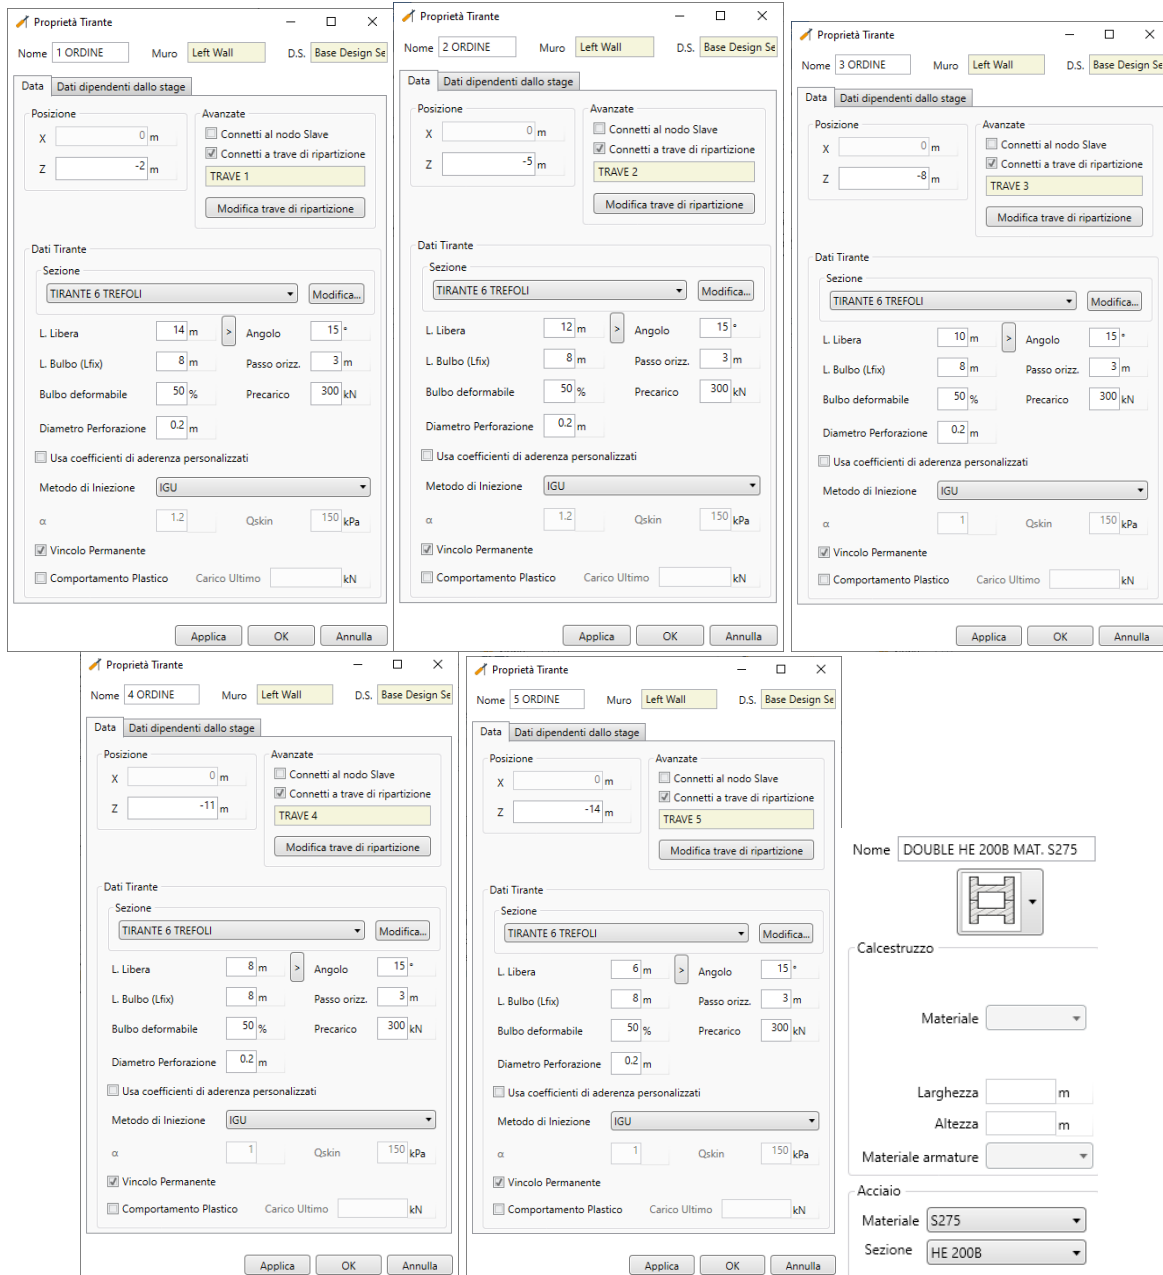 Proprietà Tirante
Nome 1 ORDINE Muro Left Wall D.S. Base Design Se
Data Dati dipendenti dallo stage
Posizione Avanzate
X 0 m Connetti al nodo Slave
Connetti a trave di ripartizione
Z -2 m TRAVE 1
Modifica trave di ripartizione
Dati Tirante
Sezione
TIRANTE 6 TREFOLI Modifica...
L. Libera 14 m > Angolo 15 °
L. Bulbo (Lfix) 8 m Passo orizz. 3 m
Bulbo deformabile 50 % Precarico 300 kN
Diametro Perforazione 0.2 m
Usa coefficienti di aderenza personalizzati
Metodo di Iniezione IGU
α 1.2 Qskin 150 kPa
Vincolo Permanente
Comportamento Plastico Carico Ultimo kN
Applica OK Annulla
Proprietà Tirante
Nome 2 ORDINE Muro Left Wall D.S. Base Design Se
Data Dati dipendenti dallo stage
Posizione Avanzate
X 0 m Connetti al nodo Slave
Connetti a trave di ripartizione
Z -5 m TRAVE 2
Modifica trave di ripartizione
Dati Tirante
Sezione
TIRANTE 6 TREFOLI Modifica...
L. Libera 12 m > Angolo 15 °
L. Bulbo (Lfix) 8 m Passo orizz. 3 m
Bulbo deformabile 50 % Precarico 300 kN
Diametro Perforazione 0.2 m
Usa coefficienti di aderenza personalizzati
Metodo di Iniezione IGU
α 1.2 Qskin 150 kPa
Vincolo Permanente
Comportamento Plastico Carico Ultimo kN
Applica OK Annulla
Proprietà Tirante
Nome 3 ORDINE Muro Left Wall D.S. Base Design Se
Data Dati dipendenti dallo stage
Posizione Avanzate
X 0 m Connetti al nodo Slave
Connetti a trave di ripartizione
Z -8 m TRAVE 3
Modifica trave di ripartizione
Dati Tirante
Sezione
TIRANTE 6 TREFOLI Modifica...
L. Libera 10 m > Angolo 15 °
L. Bulbo (Lfix) 8 m Passo orizz. 3 m
Bulbo deformabile 50 % Precarico 300 kN
Diametro Perforazione 0.2 m
Usa coefficienti di aderenza personalizzati
Metodo di Iniezione IGU
α 1 Qskin 150 kPa
Vincolo Permanente
Comportamento Plastico Carico Ultimo kN
Applica OK Annulla
Proprietà Tirante
Nome 4 ORDINE Muro Left Wall D.S. Base Design Se
Data Dati dipendenti dallo stage
Posizione Avanzate
X 0 m Connetti al nodo Slave
Connetti a trave di ripartizione
Z -11 m TRAVE 4
Modifica trave di ripartizione
Dati Tirante
Sezione
TIRANTE 6 TREFOLI Modifica...
L. Libera 8 m > Angolo 15 °
L. Bulbo (Lfix) 8 m Passo orizz. 3 m
Bulbo deformabile 50 % Precarico 300 kN
Diametro Perforazione 0.2 m
Usa coefficienti di aderenza personalizzati
Metodo di Iniezione IGU
α 1 Qskin 150 kPa
Vincolo Permanente
Comportamento Plastico Carico Ultimo kN
Applica OK Annulla
Proprietà Tirante
Nome 5 ORDINE Muro Left Wall D.S. Base Design Se
Data Dati dipendenti dallo stage
Posizione Avanzate
X 0 m Connetti al nodo Slave
Connetti a trave di ripartizione
Z -14 m TRAVE 5
Modifica trave di ripartizione
Dati Tirante
Sezione
TIRANTE 6 TREFOLI Modifica...
L. Libera 6 m > Angolo 15 °
L. Bulbo (Lfix) 8 m Passo orizz. 3 m
Bulbo deformabile 50 % Precarico 300 kN
Diametro Perforazione 0.2 m
Usa coefficienti di aderenza personalizzati
Metodo di Iniezione IGU
α 1 Qskin 150 kPa
Vincolo Permanente
Comportamento Plastico Carico Ultimo kN
Applica OK Annulla
Nome DOUBLE HE 200B MAT. S275
Calcestruzzo
Materiale
Larghezza m
Altezza m
Materiale armature
Acciaio
Materiale S275
Sezione HE 200B